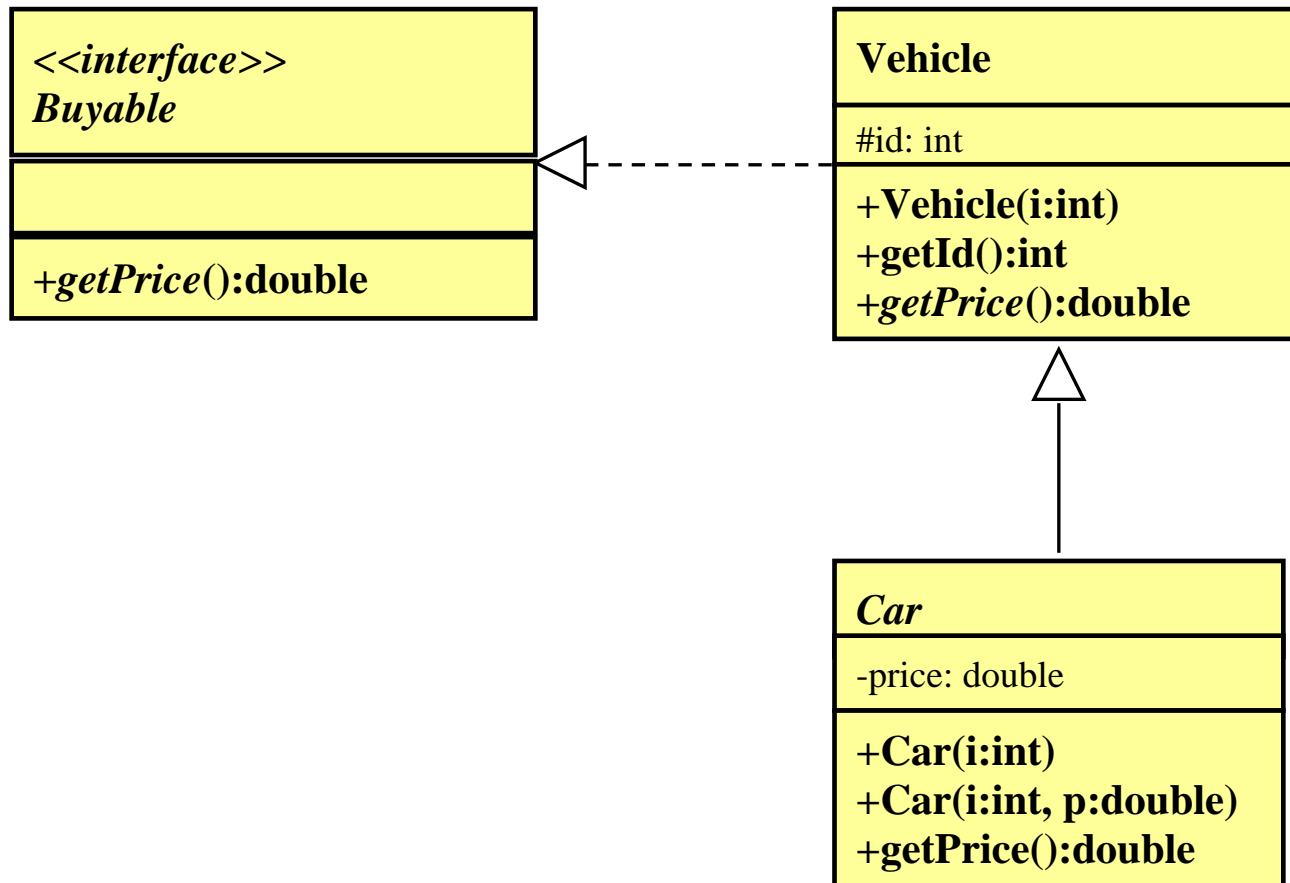 <<interface>>
Buyable
+getPrice():double
Vehicle
#id: int
+Vehicle(i:int)
+getId():int
+getPrice():double
Car
-price: double
+Car(i:int)
+Car(i:int, p:double)
+getPrice():double